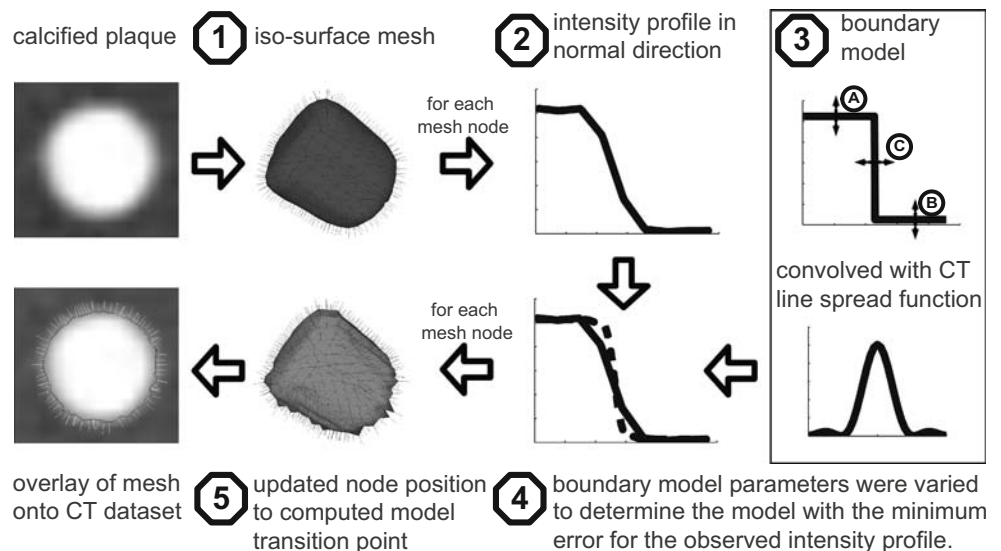 calcified plaque
1
iso-surface mesh
2
intensity profile in
normal direction
3
boundary
model
for each
mesh node
A
C
B
convolved with CT
line spread function
for each
mesh node
overlay of mesh
onto CT dataset
5
updated node position
to computed model
transition point
4
boundary model parameters were varied
to determine the model with the minimum
error for the observed intensity profile.